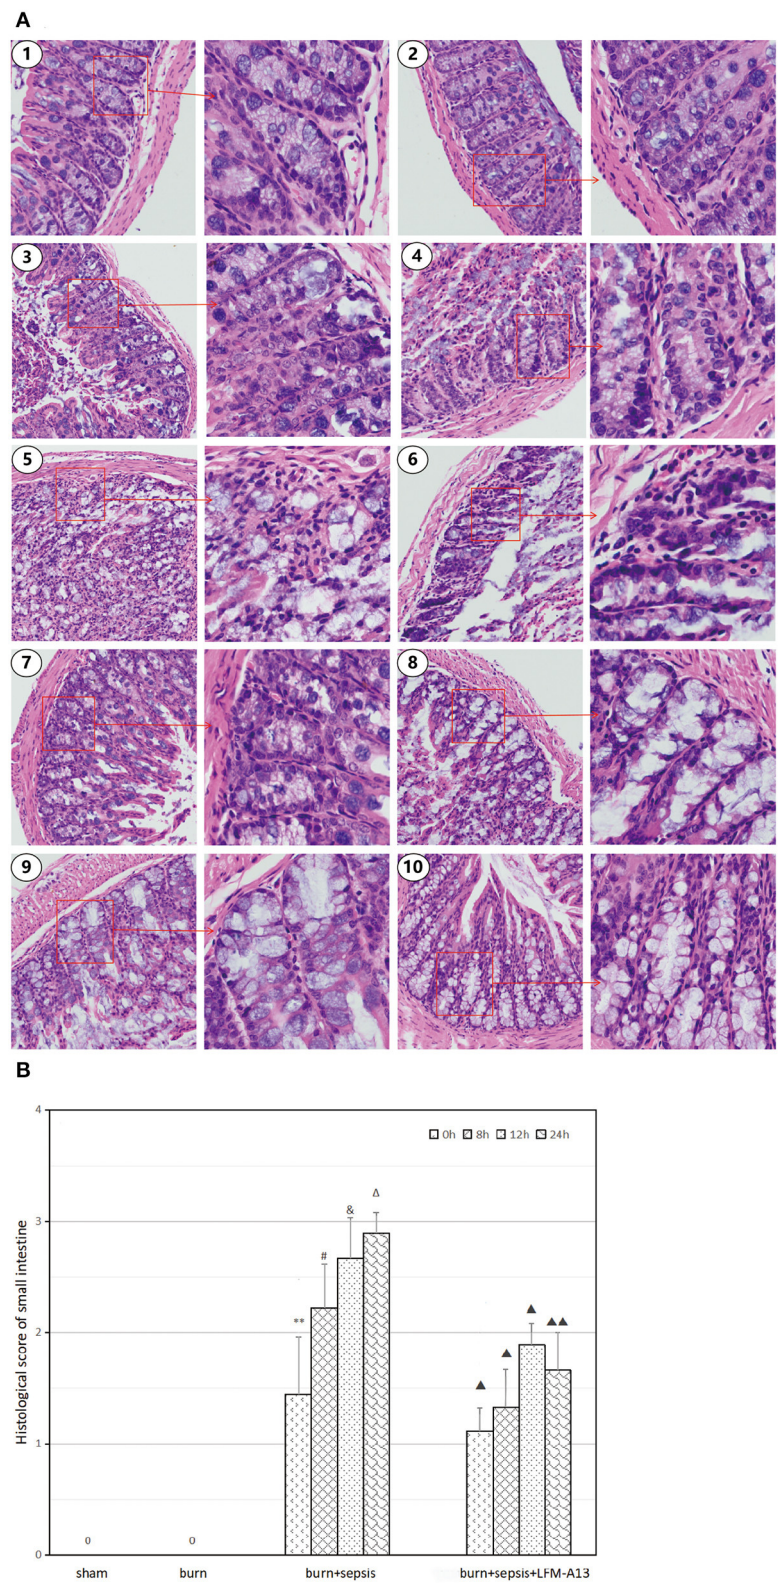 A
1
2
3
4
5
6
7
8
9
10
B
4
0h 8h 12h 24h
3
2
1
0
Histological score of small intestine
** # & Δ
▲ ▲ ▲ ▲▲
0 0
sham burn burn+sepsis burn+sepsis+LFM-A13